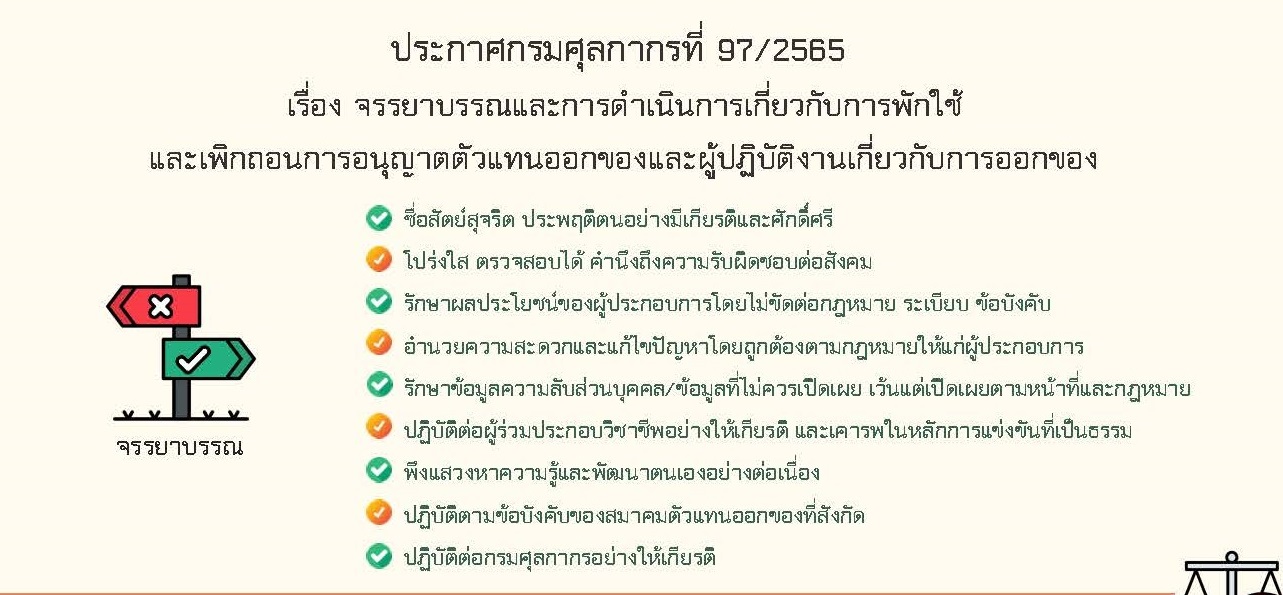 ประกาศกรมศุลกากรที่ 97/2565
เรื่อง จรรยาบรรณและการดำเนินการเกี่ยวกับการพักใช้
และเพิกถอนการอนุญาตตัวแทนออกของและผู้ปฏิบัติงานเกี่ยวกับการออกของ
ซื่อสัตย์สุจริต ประพฤติตนอย่างมีเกียรติและศักดิ์ศรี
โปร่งใส ตรวจสอบได้ คำนึงถึงความรับผิดชอบต่อสังคม
รักษาผลประโยชน์ของผู้ประกอบการโดยไม่ขัดต่อกฎหมาย ระเบียบ ข้อบังคับ
อำนวยความสะดวกและแก้ไขปัญหาโดยถูกต้องตามกฎหมายให้แก่ผู้ประกอบการ
รักษาข้อมูลความลับส่วนบุคคล/ข้อมูลที่ไม่ควรเปิดเผย เว้นแต่เปิดเผยตามหน้าที่และกฎหมาย
ปฏิบัติต่อผู้ร่วมประกอบวิชาชีพอย่างให้เกียรติ และเคารพในหลักการแข่งขันที่เป็นธรรม
พึงแสวงหาความรู้และพัฒนาตนเองอย่างต่อเนื่อง
ปฏิบัติตามข้อบังคับของสมาคมตัวแทนออกของที่สังกัด
ปฏิบัติต่อกรมศุลกากรอย่างให้เกียรติ
จรรยาบรรณ